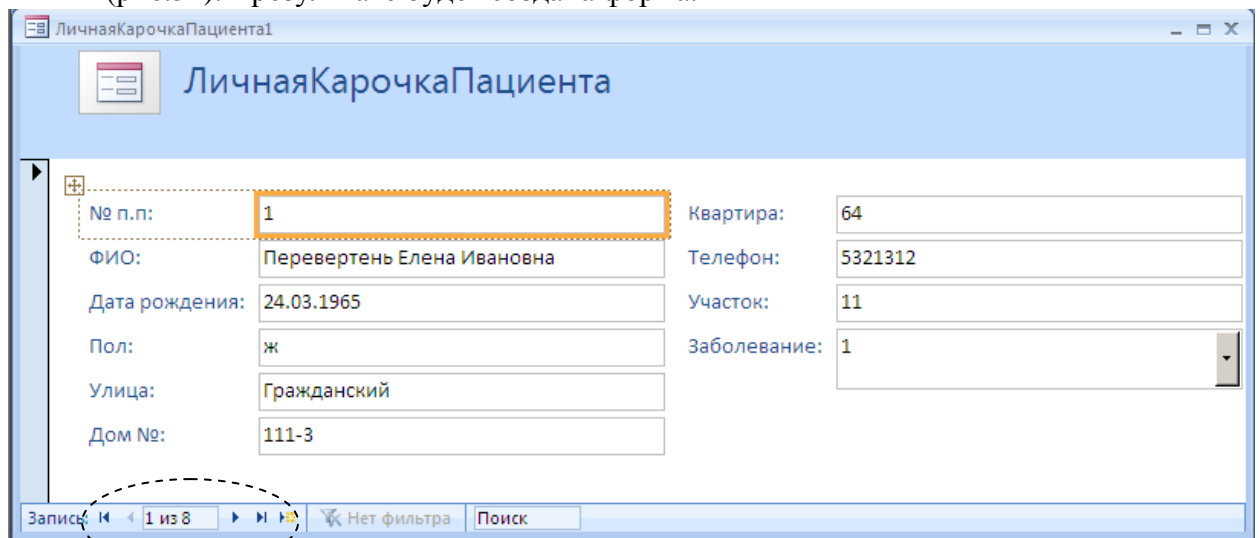 ЛичнаяКарочкаПациента1
ЛичнаяКарочкаПациента
№ п.п: 1
ФИО: Перевертень Елена Ивановна
Дата рождения: 24.03.1965
Пол: ж
Улица: Гражданский
Дом №: 111-3
Квартира: 64
Телефон: 5321312
Участок: 11
Заболевание: 1
Запись: 1 из 8 Нет фильтра Поиск